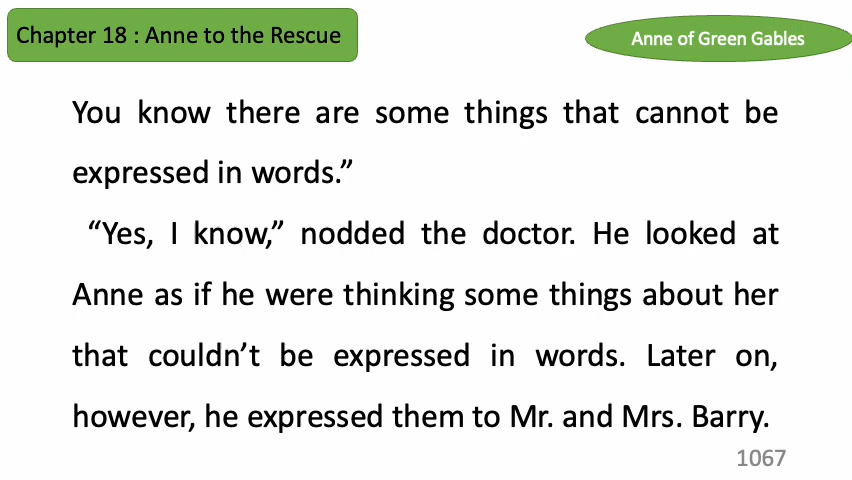 Chapter 18 : Anne to the Rescue
Anne of Green Gables
You know there are some things that cannot be
expressed in words.”
“Yes, I know,” nodded the doctor. He looked at
Anne as if he were thinking some things about her
that couldn’t be expressed in words. Later on,
however, he expressed them to Mr. and Mrs. Barry.
1067